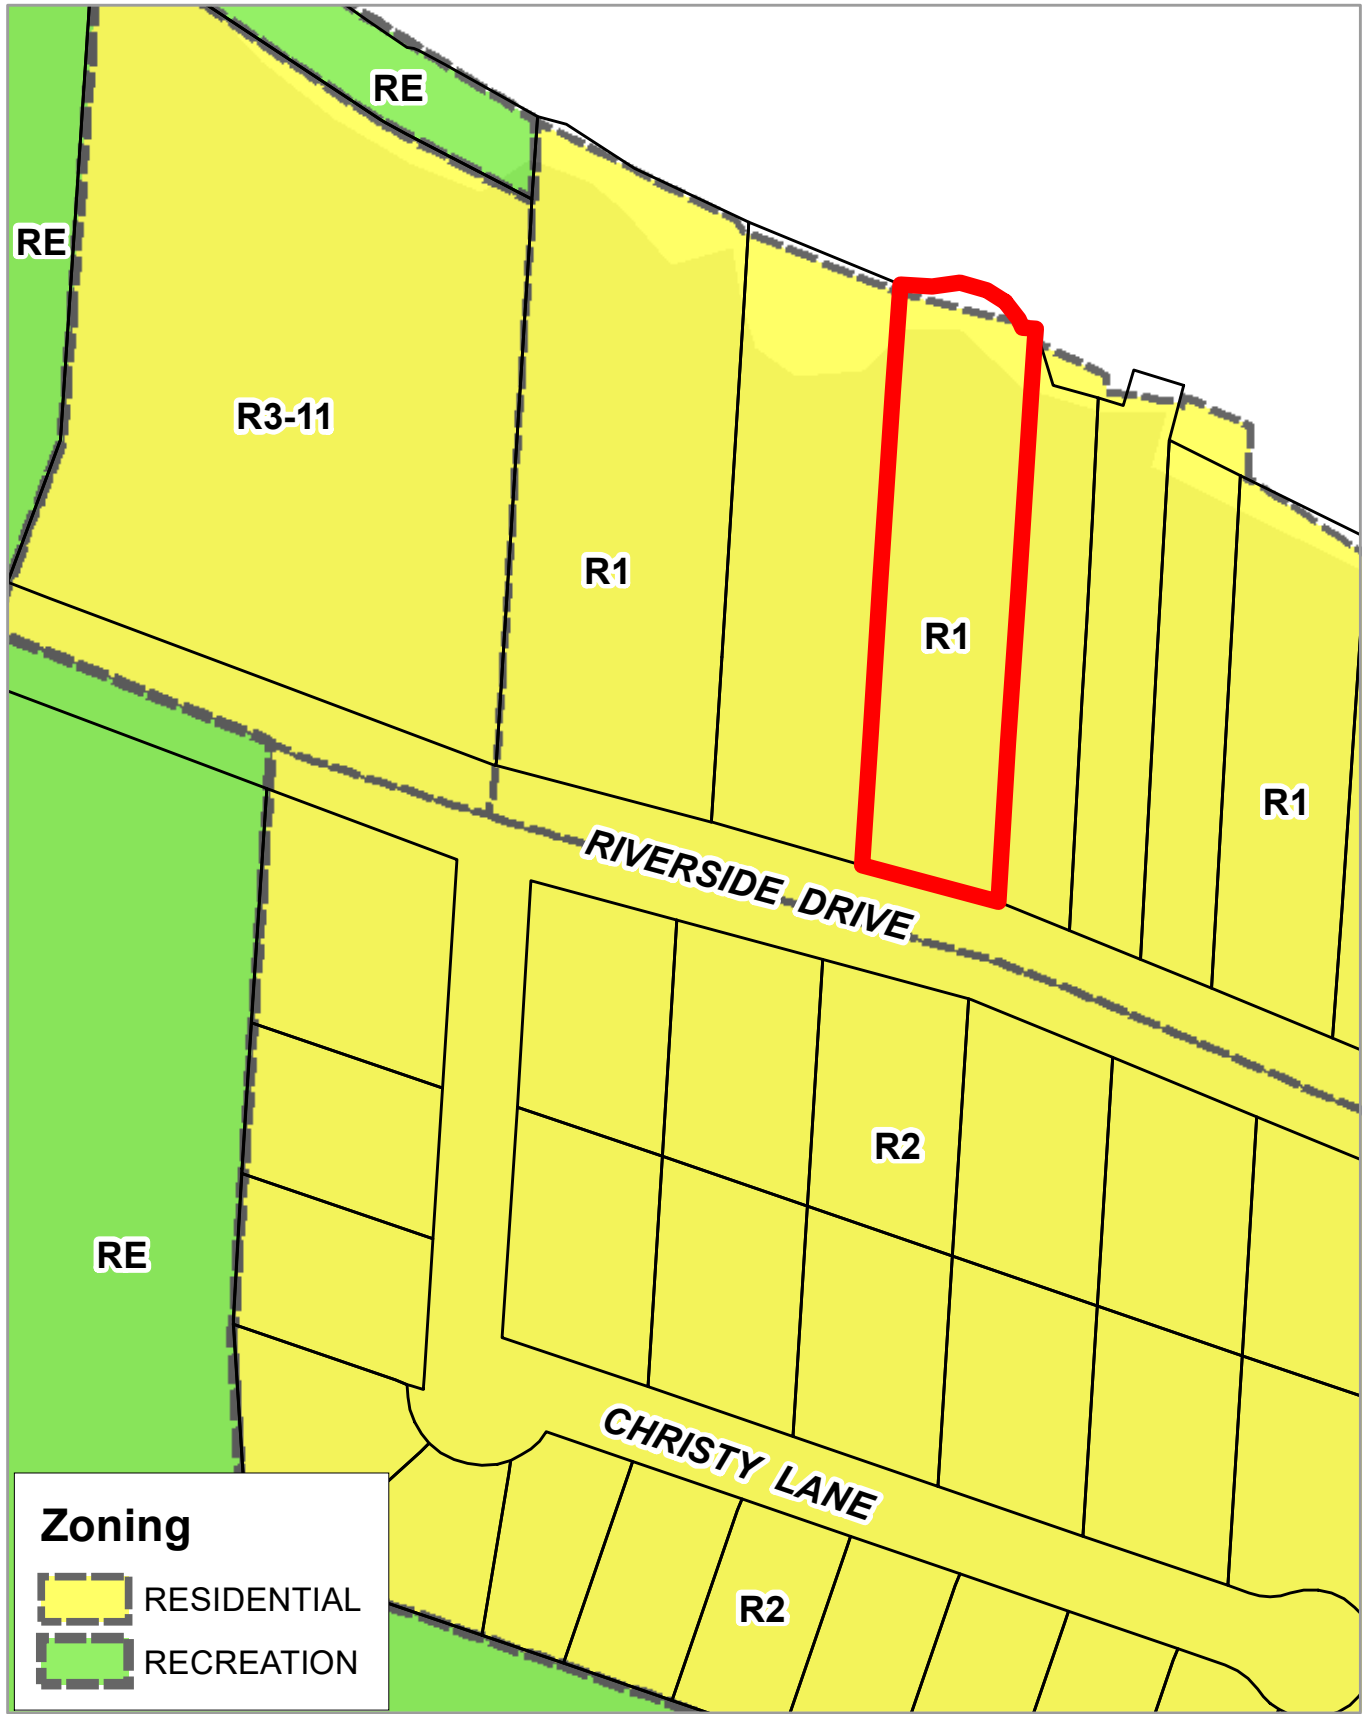 RE
RE
R3-11
R1
R1
R1
RIVERSIDE DRIVE
R2
RE
CHRISTY LANE
R2
Zoning
RESIDENTIAL
RECREATION